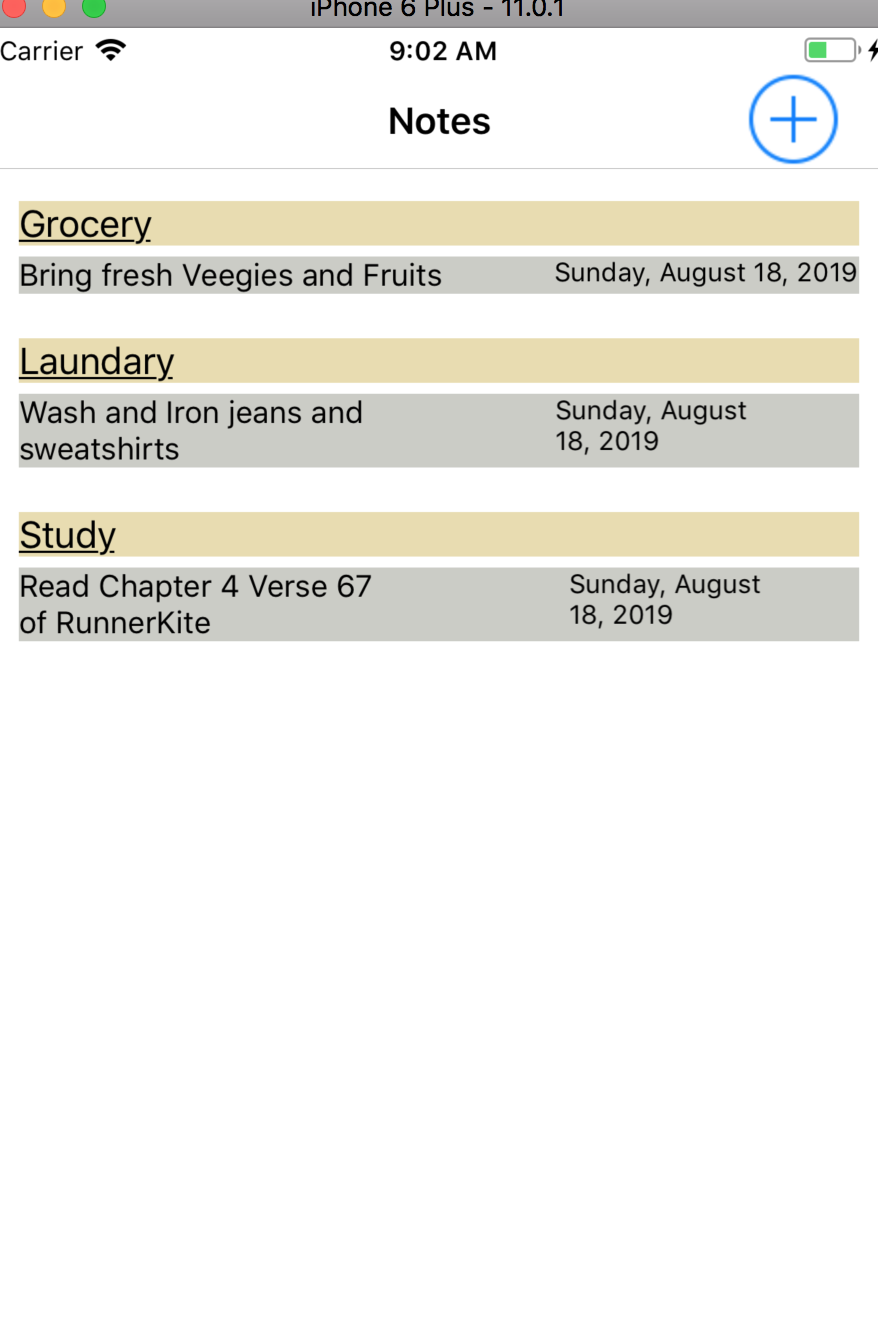 iPhone 6 Plus - 11.0.1
Carrier 9:02 AM
Notes
Grocery
Bring fresh Veegies and Fruits Sunday, August 18, 2019
Laundary
Wash and Iron jeans and Sunday, August
sweatshirts 18, 2019
Study
Read Chapter 4 Verse 67 Sunday, August
of RunnerKite 18, 2019